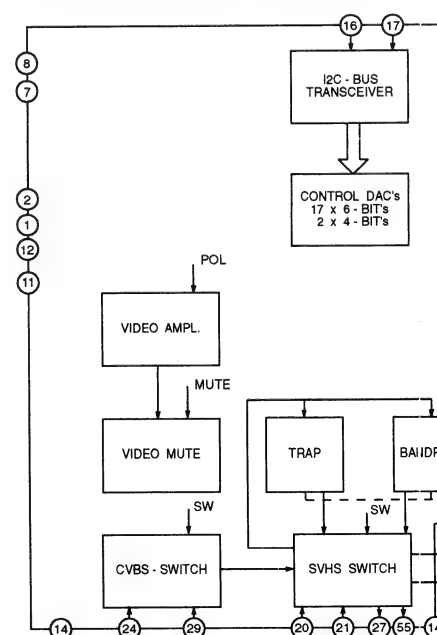 16 17
8
7
I2C - BUS
TRANSCEIVER
CONTROL DAC's
17 x 6 - BIT's
2 x 4 - BIT's
2
1
12
11
POL
VIDEO AMPL.
MUTE
VIDEO MUTE
TRAP
BANDP
SW
SW
CVBS - SWITCH
SVHS SWITCH
14 24 29 20 21 27 55 14